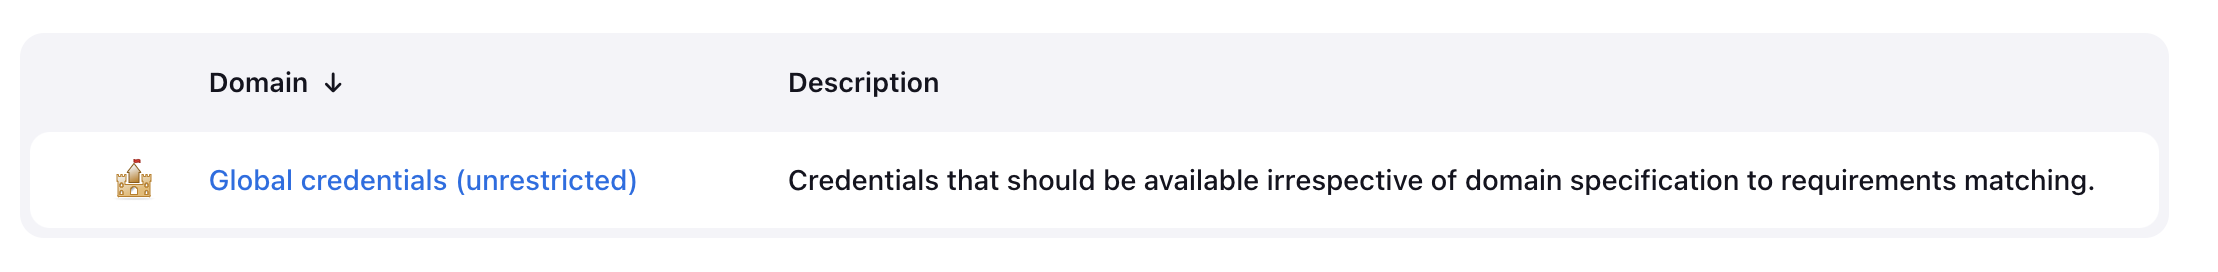 Domain ↓ Description
Global credentials (unrestricted) Credentials that should be available irrespective of domain specification to requirements matching.